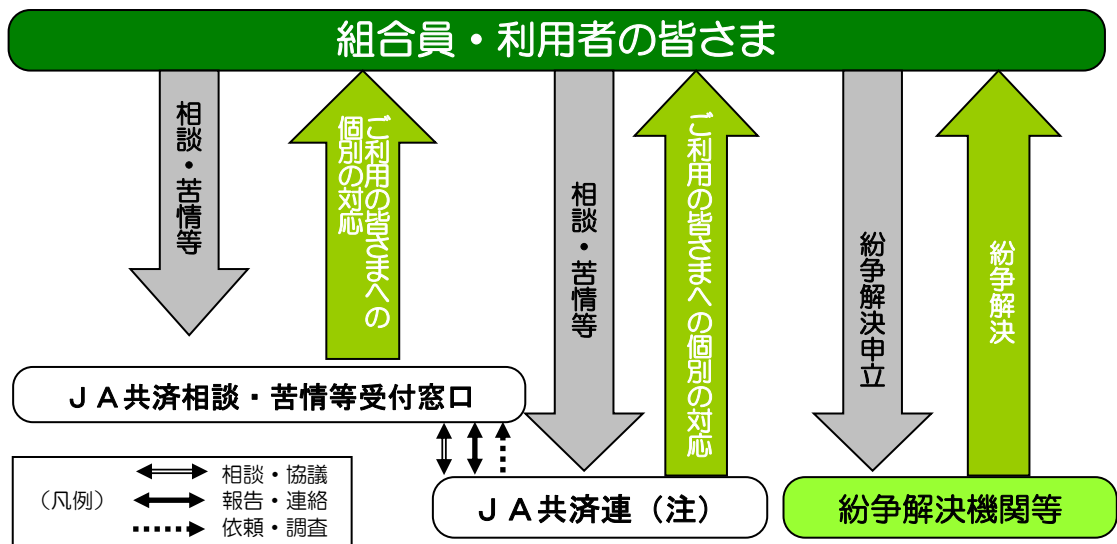 組合員・利用者の皆さま
相談・苦情等
ご利用の皆さまへの
個別の対応
相談・苦情等
ご利用の皆さまへの個別の対応
紛争解決申立
紛争解決
ＪＡ共済相談・苦情等受付窓口
（凡例）
相談・協議
報告・連絡
依頼・調査
ＪＡ共済連（注）
紛争解決機関等